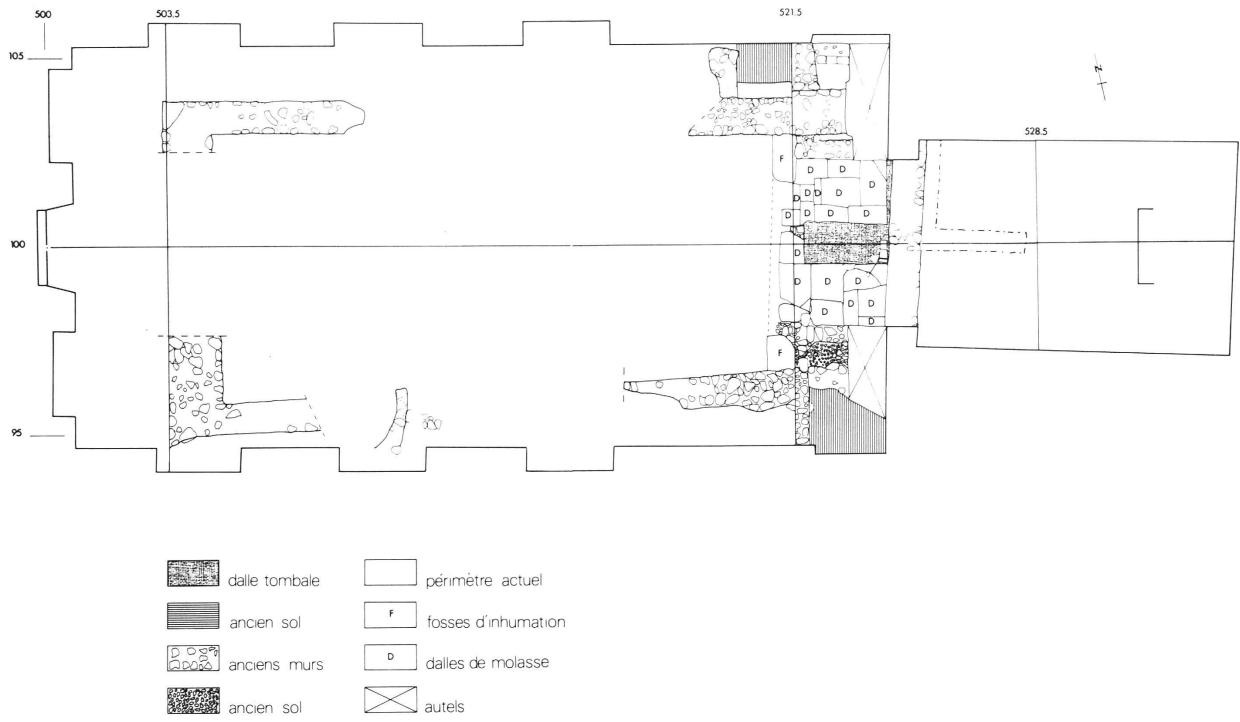 500 503.5 521.5
105
N
528.5
F
D D
D
D D D
D D D D
100
D
D D D
D D
D
F
95
dalle tombale périmètre actuel
ancien sol F fosses d'inhumation
anciens murs D dalles de molasse
ancien sol autels